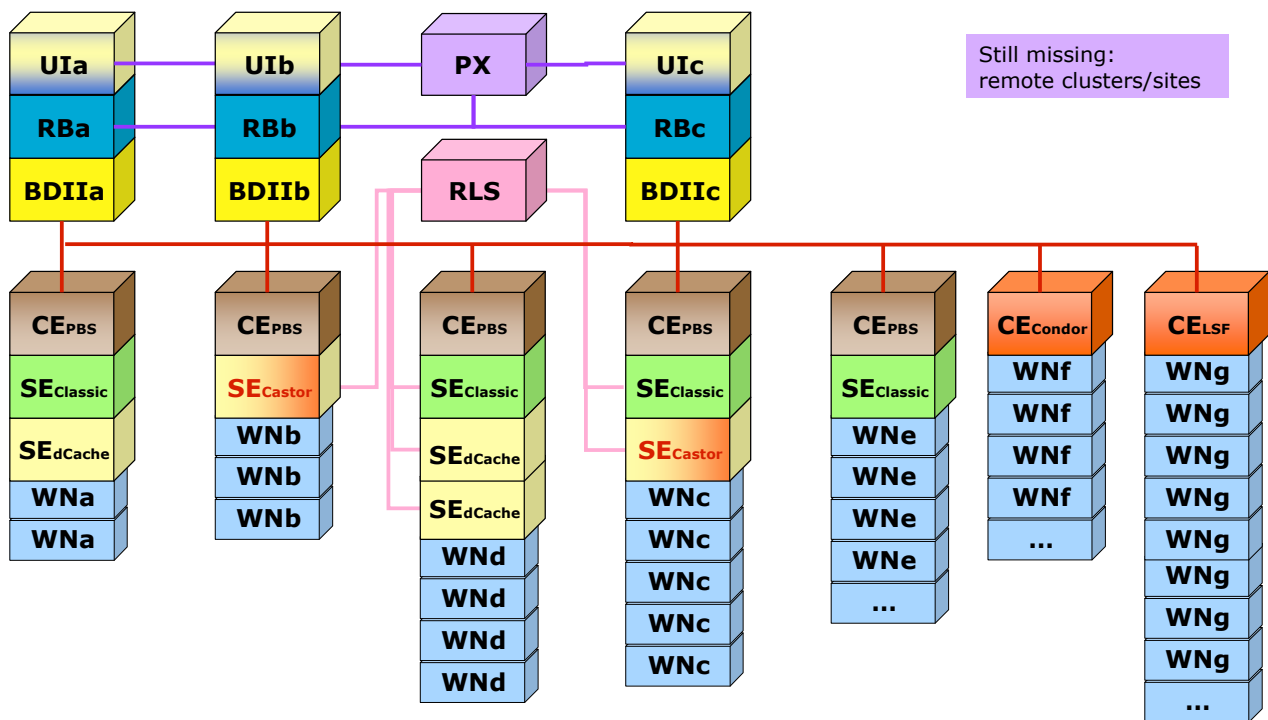 UIa
RBa
BDIIa
UIb
RBb
BDIIb
PX
RLS
UIc
RBc
BDIIc
Still missing:
remote clusters/sites
CEPBS
SEClassic
SEdCache
WNa
WNa
CEPBS
SECastor
WNb
WNb
WNb
CEPBS
SEClassic
SEdCache
SEdCache
WNd
WNd
WNd
WNd
CEPBS
SEClassic
SECastor
WNc
WNc
WNc
WNc
WNc
CEPBS
SEClassic
WNe
WNe
WNe
WNe
...
CECondor
WNf
WNf
WNf
WNf
...
CELSF
WNg
WNg
WNg
WNg
WNg
WNg
WNg
WNg
...